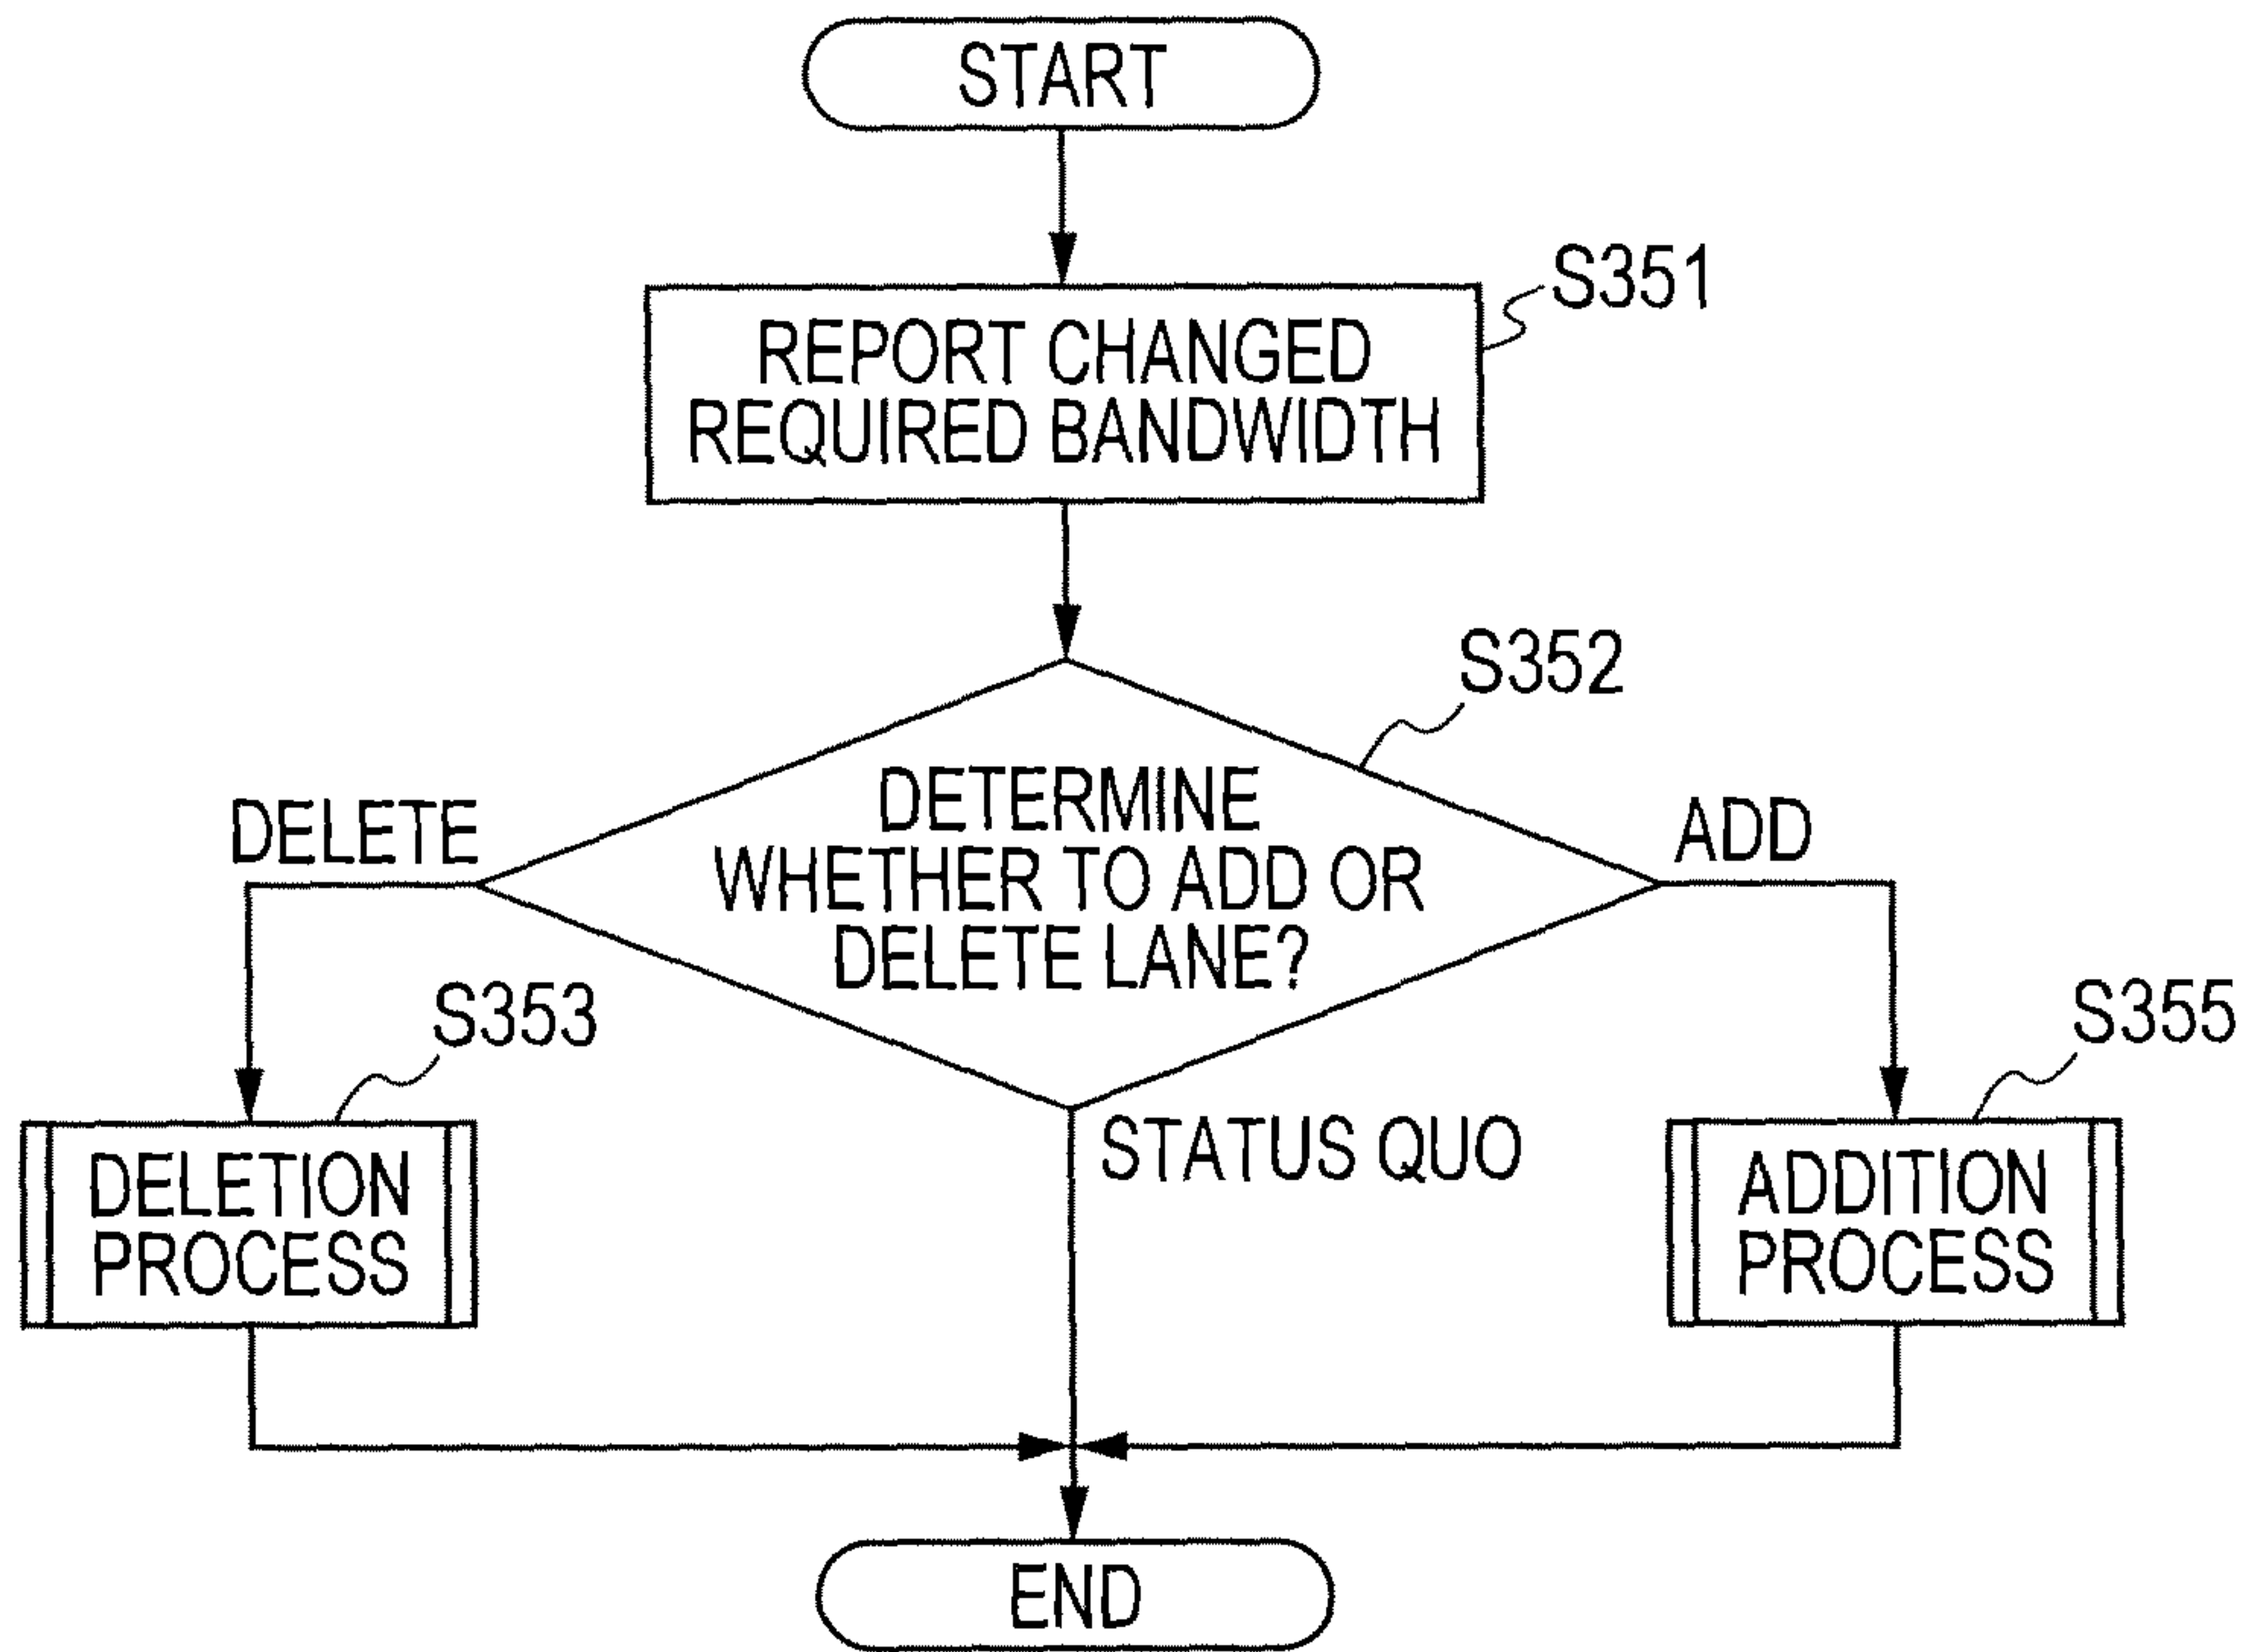 START
S351
REPORT CHANGED
REQUIRED BANDWIDTH
S352
DETERMINE
WHETHER TO ADD OR
DELETE LANE?
DELETE
ADD
S353
S355
STATUS QUO
DELETION
PROCESS
ADDITION
PROCESS
END